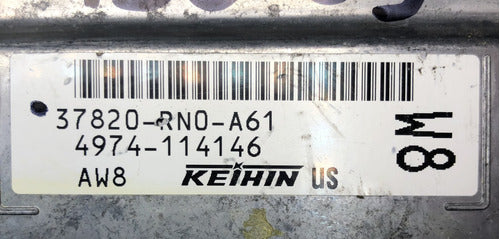 37820-RN0-A61
4974-114146
AW8 KEIHIN US
8M